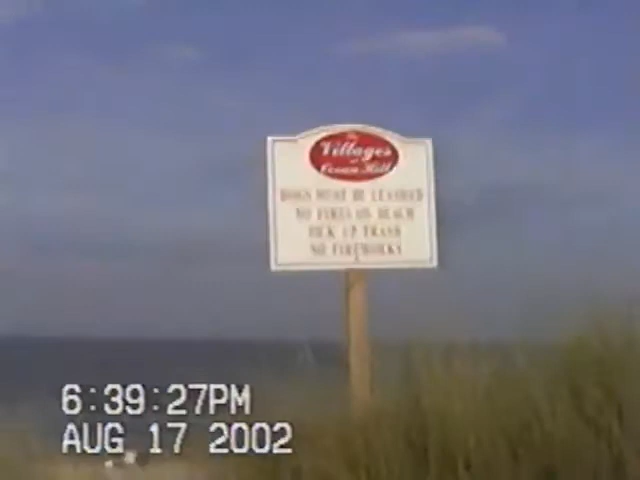 The
Villages
at
Ocean Hill
DOGS MUST BE LEASHED
NO FIRES ON BEACH
PICK UP TRASH
NO FIREWORKS
6:39:27PM
AUG 17 2002